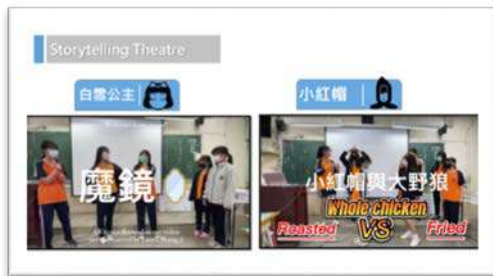 Storytelling Theatre
白雪公主
小紅帽
魔鏡
小紅帽與大野狼
Whole chicken
Roasted VS Fried